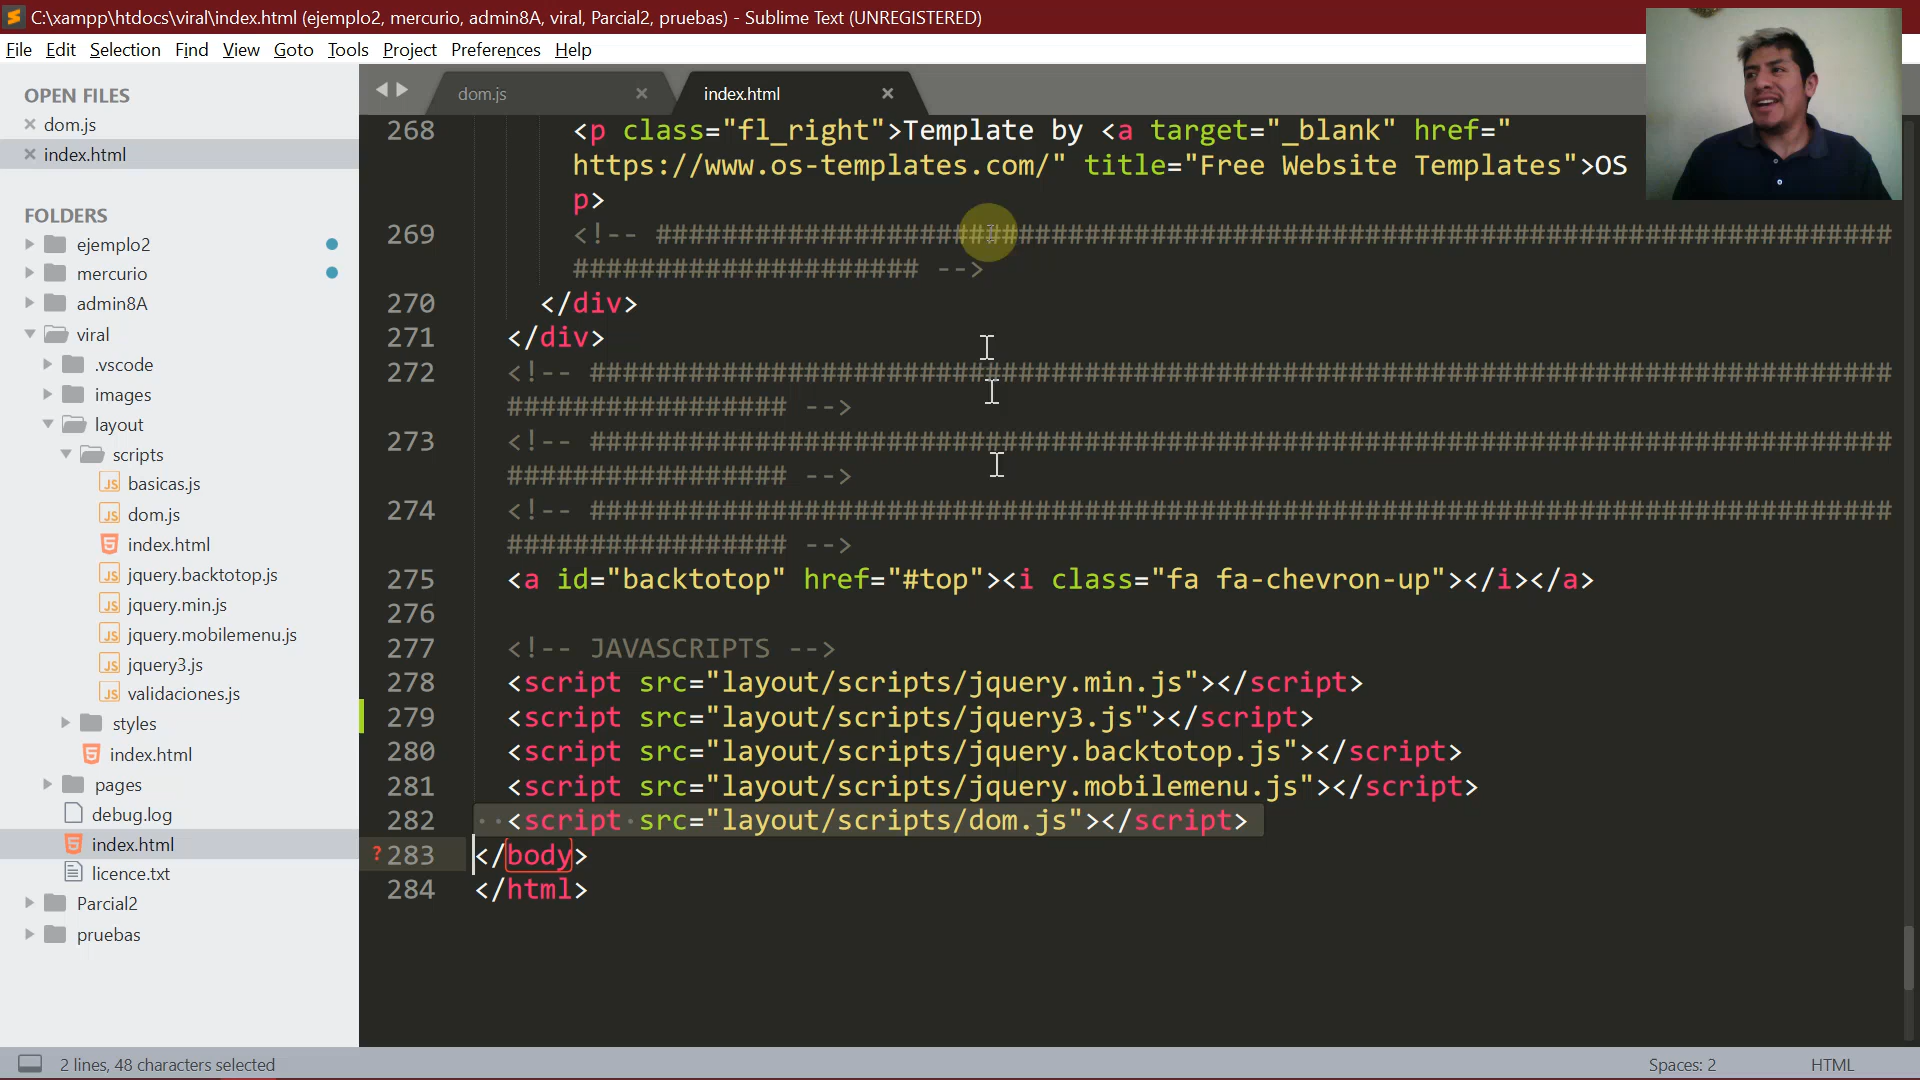 C:\xampp\htdocs\viral\index.html (ejemplo2, mercurio, admin8A, viral, Parcial2, pruebas) - Sublime Text (UNREGISTERED)
File Edit Selection Find View Goto Tools Project Preferences Help
OPEN FILES
dom.js
index.html
FOLDERS
ejemplo2
mercurio
admin8A
viral
.vscode
images
layout
scripts
basicas.js
dom.js
index.html
jquery.backtotop.js
jquery.min.js
jquery.mobilemenu.js
jquery3.js
validaciones.js
styles
index.html
pages
debug.log
index.html
licence.txt
Parcial2
pruebas
dom.js index.html
268 <p class="fl_right">Template by <a target="_blank" href="
https://www.os-templates.com/" title="Free Website Templates">OS
p>
269 <!-- ###########################################################################
##################### -->
270 </div>
271 </div>
272 <!-- ###############################################################################
################# -->
273 <!-- ###############################################################################
################# -->
274 <!-- ###############################################################################
################# -->
275 <a id="backtotop" href="#top"><i class="fa fa-chevron-up"></i></a>
276
277 <!-- JAVASCRIPTS -->
278 <script src="layout/scripts/jquery.min.js"></script>
279 <script src="layout/scripts/jquery3.js"></script>
280 <script src="layout/scripts/jquery.backtotop.js"></script>
281 <script src="layout/scripts/jquery.mobilemenu.js"></script>
282 <script src="layout/scripts/dom.js"></script>
? 283 </body>
284 </html>
2 lines, 48 characters selected
Spaces: 2 HTML